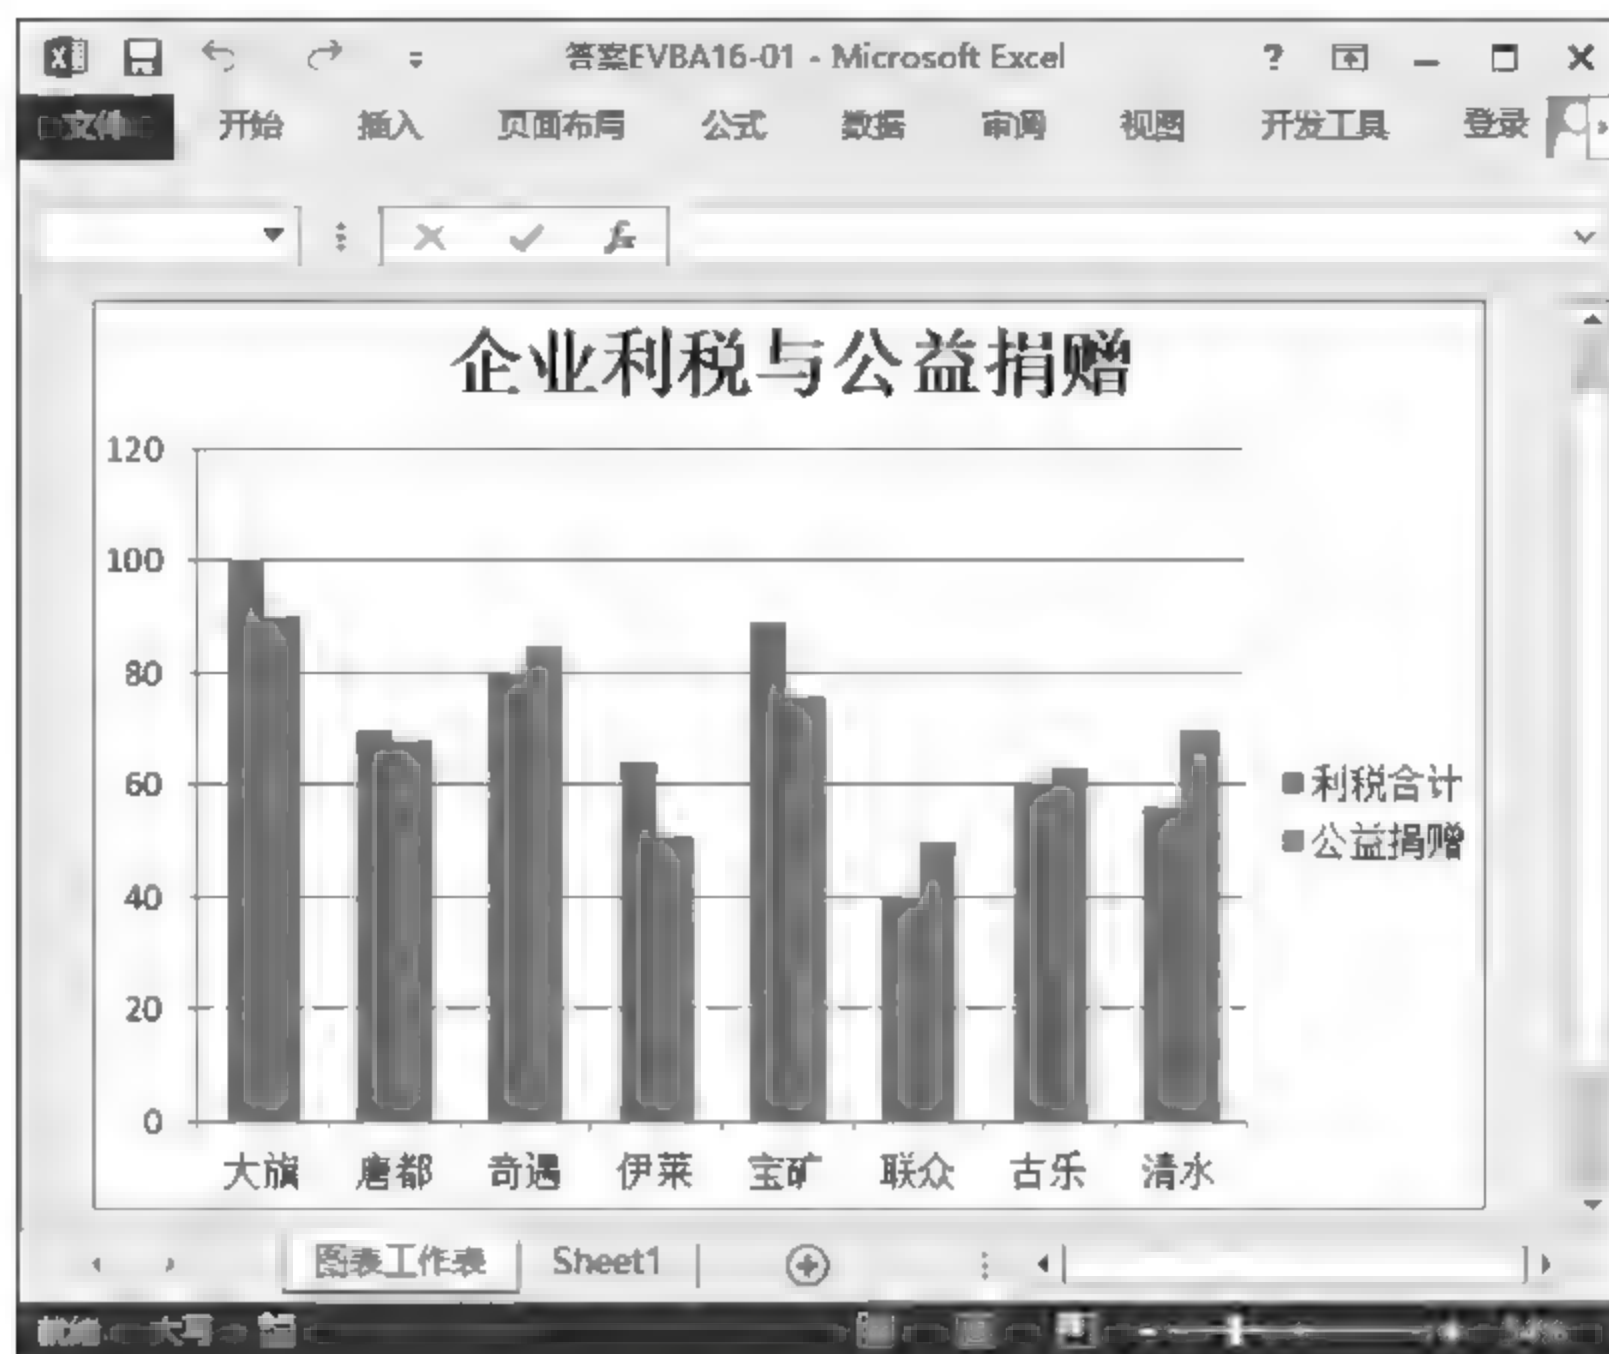 答案EVBA16-01 - Microsoft Excel
文件 开始 插入 页面布局 公式 数据 审阅 视图 开发工具 登录
企业利税与公益捐赠
120
100
80
60
40
20
0
利税合计
公益捐赠
大旗 唐都 奇遇 伊莱 宝矿 联众 古乐 清水
图表工作表 Sheet1
就绪 大写